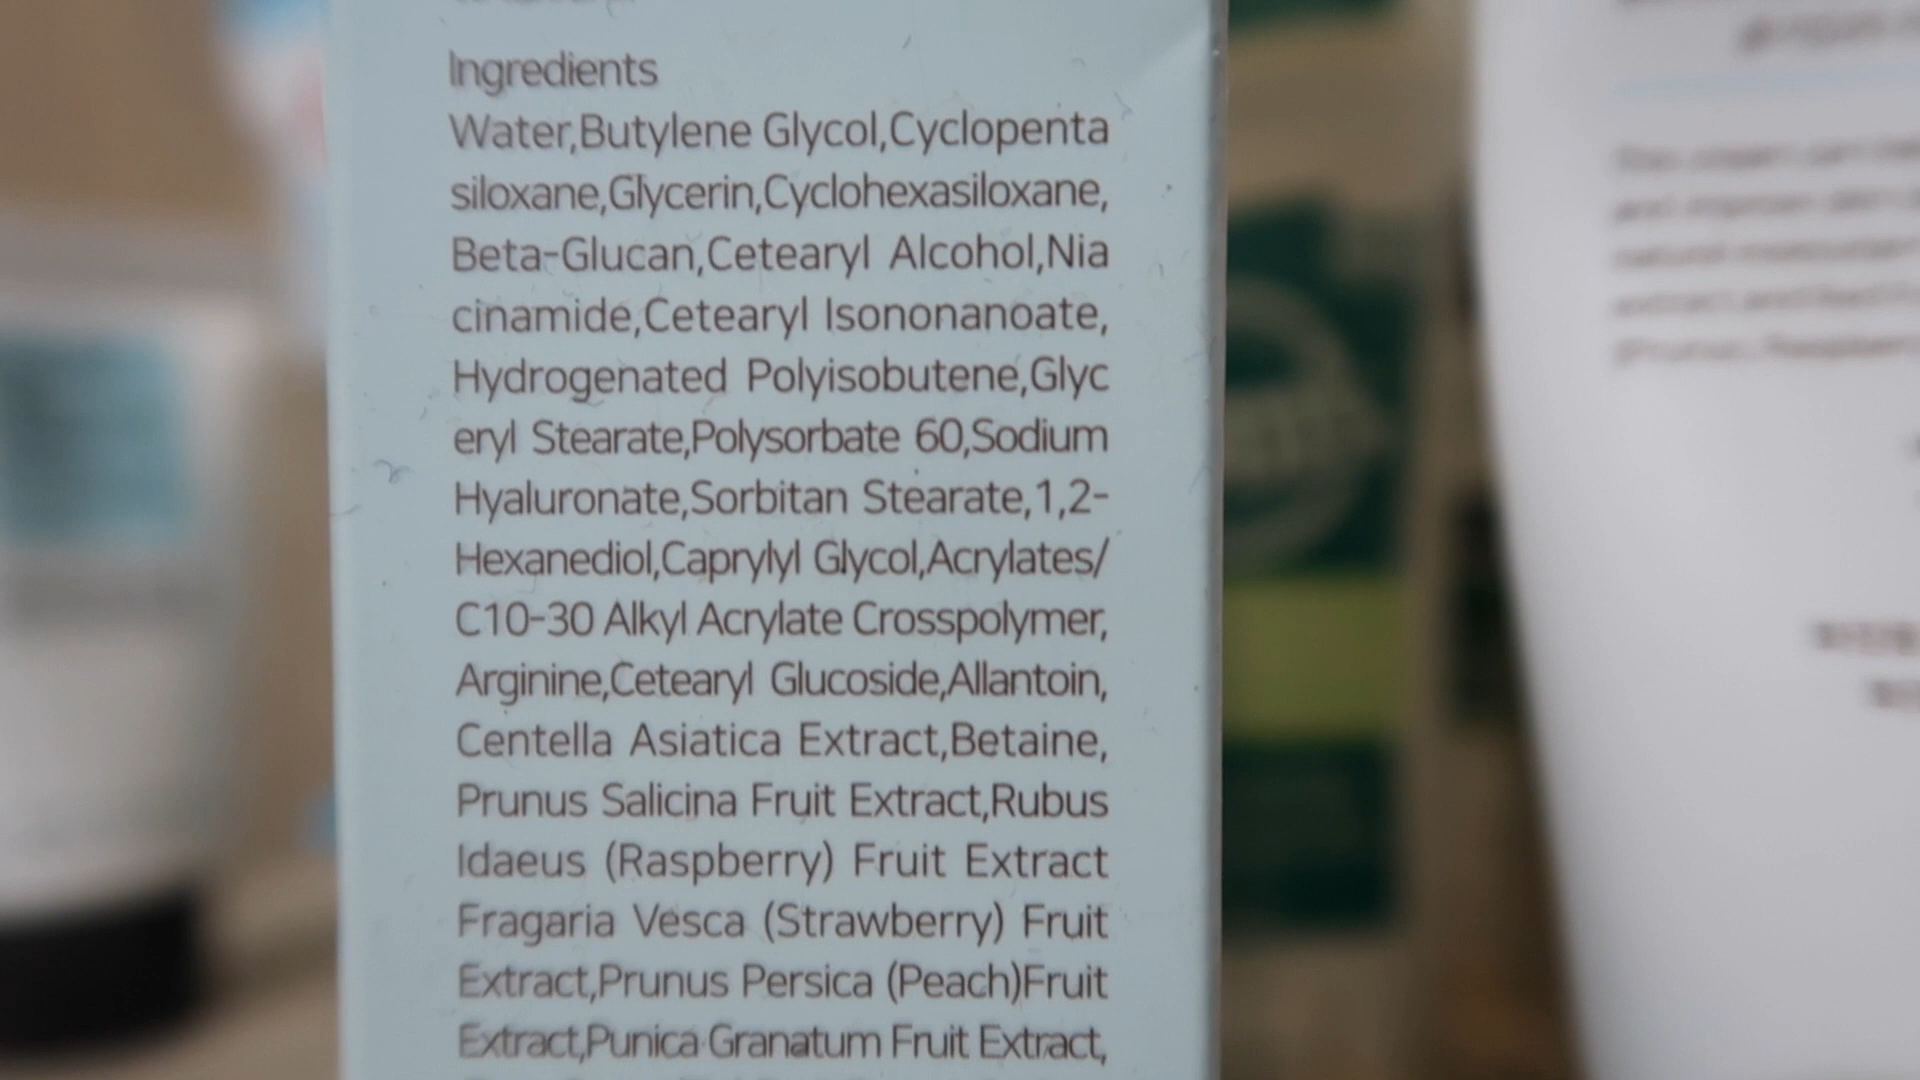 Ingredients
Water,Butylene Glycol,Cyclopenta
siloxane,Glycerin,Cyclohexasiloxane,
Beta-Glucan,Cetearyl Alcohol,Nia
cinamide,Cetearyl Isononanoate,
Hydrogenated Polyisobutene,Glyc
eryl Stearate,Polysorbate 60,Sodium
Hyaluronate,Sorbitan Stearate,1,2-
Hexanediol,Caprylyl Glycol,Acrylates/
C10-30 Alkyl Acrylate Crosspolymer,
Arginine,Cetearyl Glucoside,Allantoin,
Centella Asiatica Extract,Betaine,
Prunus Salicina Fruit Extract,Rubus
Idaeus (Raspberry) Fruit Extract
Fragaria Vesca (Strawberry) Fruit
Extract,Prunus Persica (Peach)Fruit
Extract,Punica Granatum Fruit Extract,